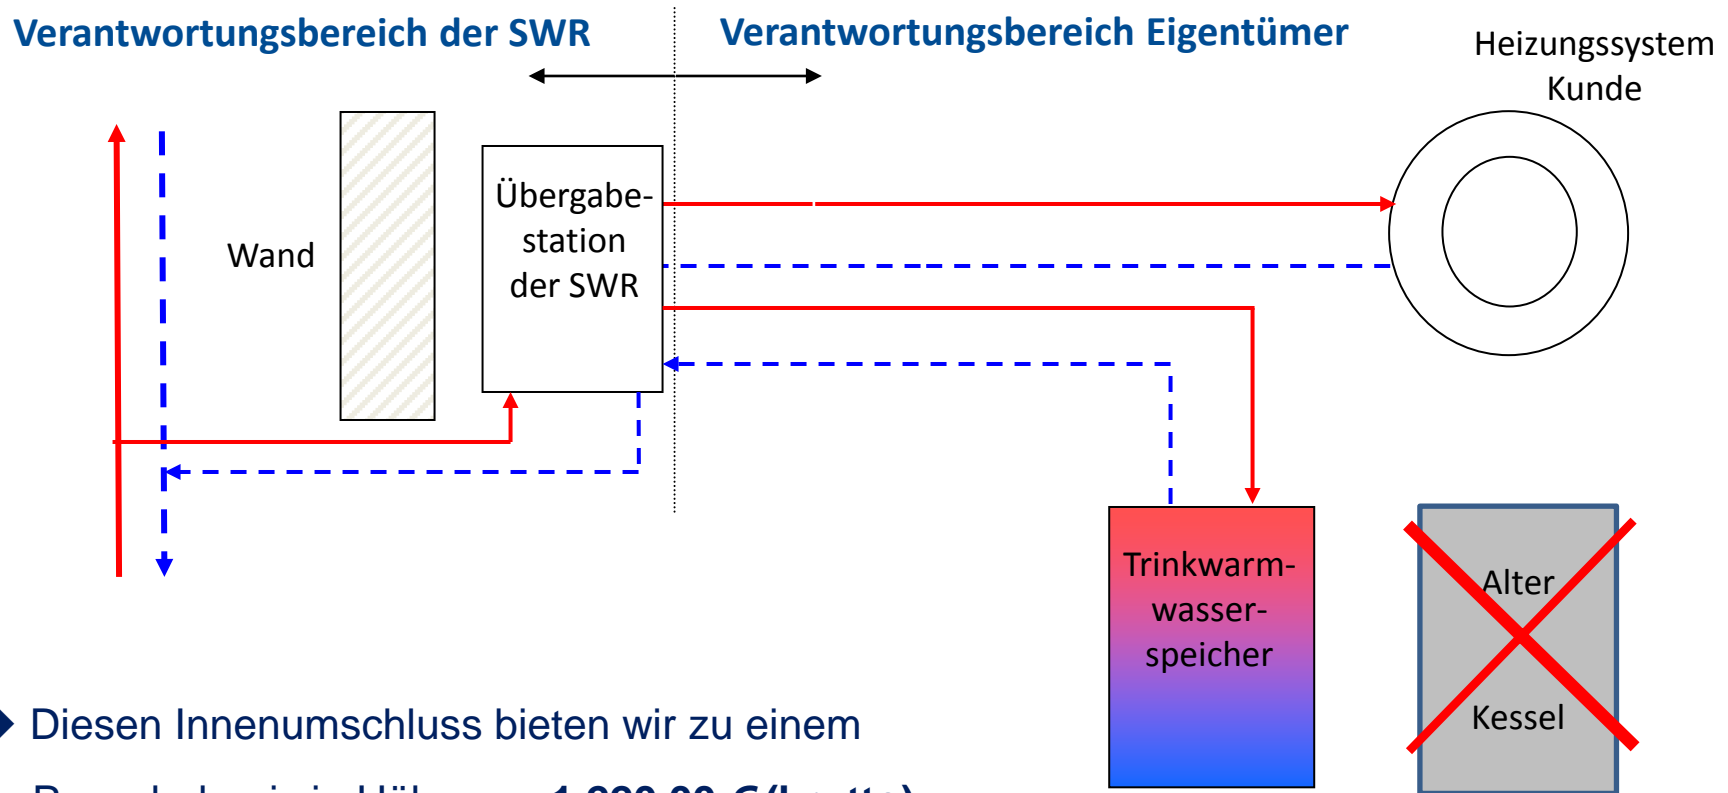 Verantwortungsbereich der SWR
Verantwortungsbereich Eigentümer
Heizungssystem
Kunde
Übergabe-
station
der SWR
Wand
Trinkwarm-
wasser-
speicher
Alter
Kessel
Diesen Innenumschluss bieten wir zu einem